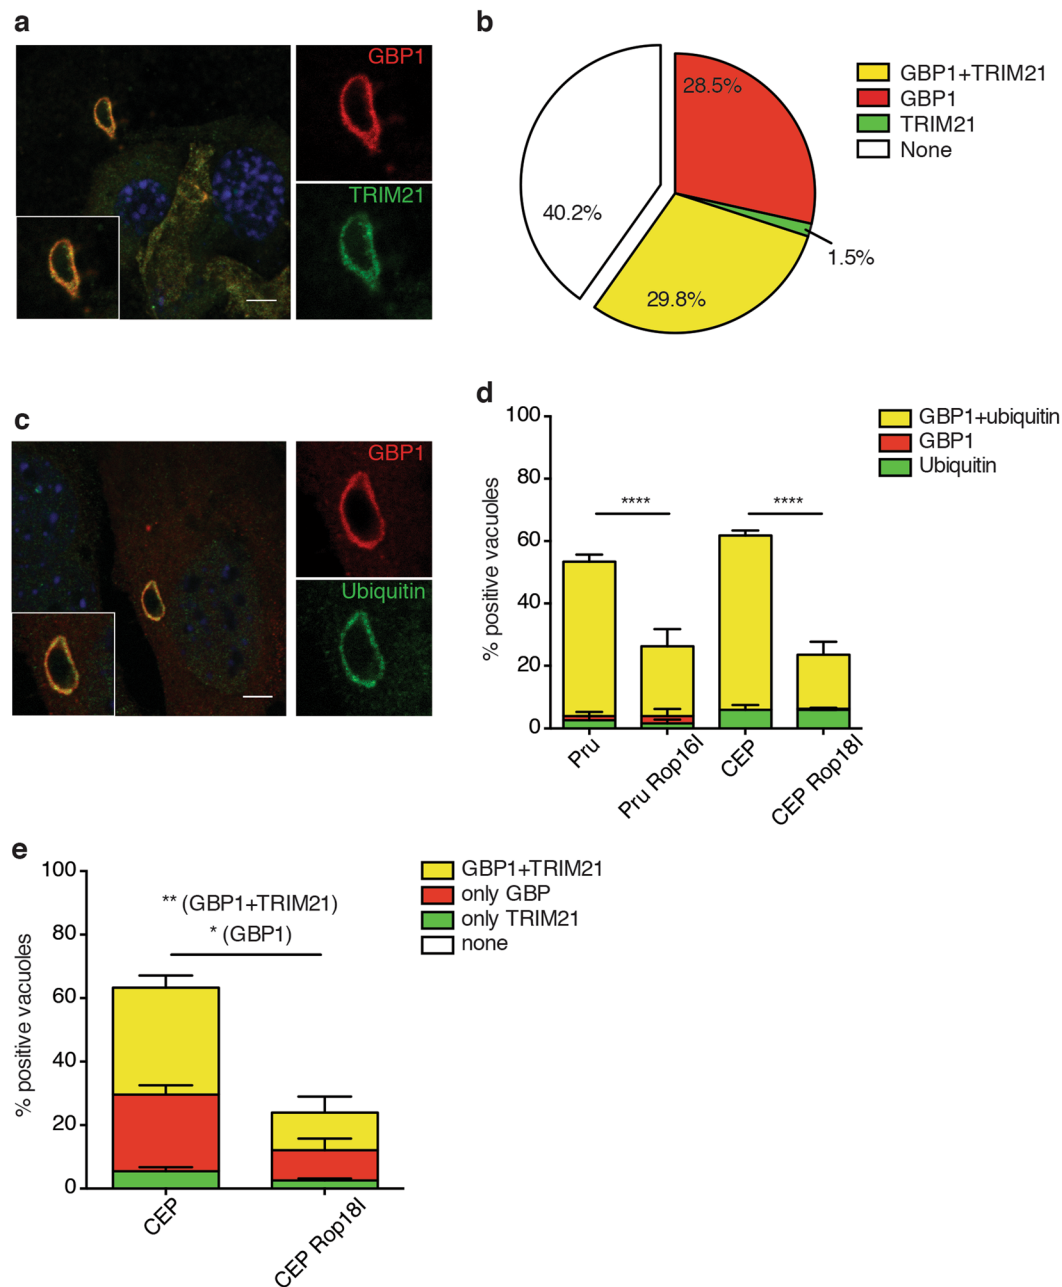 a
GBP1
TRIM21
b
28.5%
40.2%
29.8%
1.5%
GBP1+TRIM21
GBP1
TRIM21
None
c
GBP1
Ubiquitin
d
% positive vacuoles
100
80
60
40
20
0
****
****
Pru
Pru Rop16I
CEP
CEP Rop18I
GBP1+ubiquitin
GBP1
Ubiquitin
e
% positive vacuoles
100
80
60
40
20
0
** (GBP1+TRIM21)
* (GBP1)
CEP
CEP Rop18I
GBP1+TRIM21
only GBP
only TRIM21
none